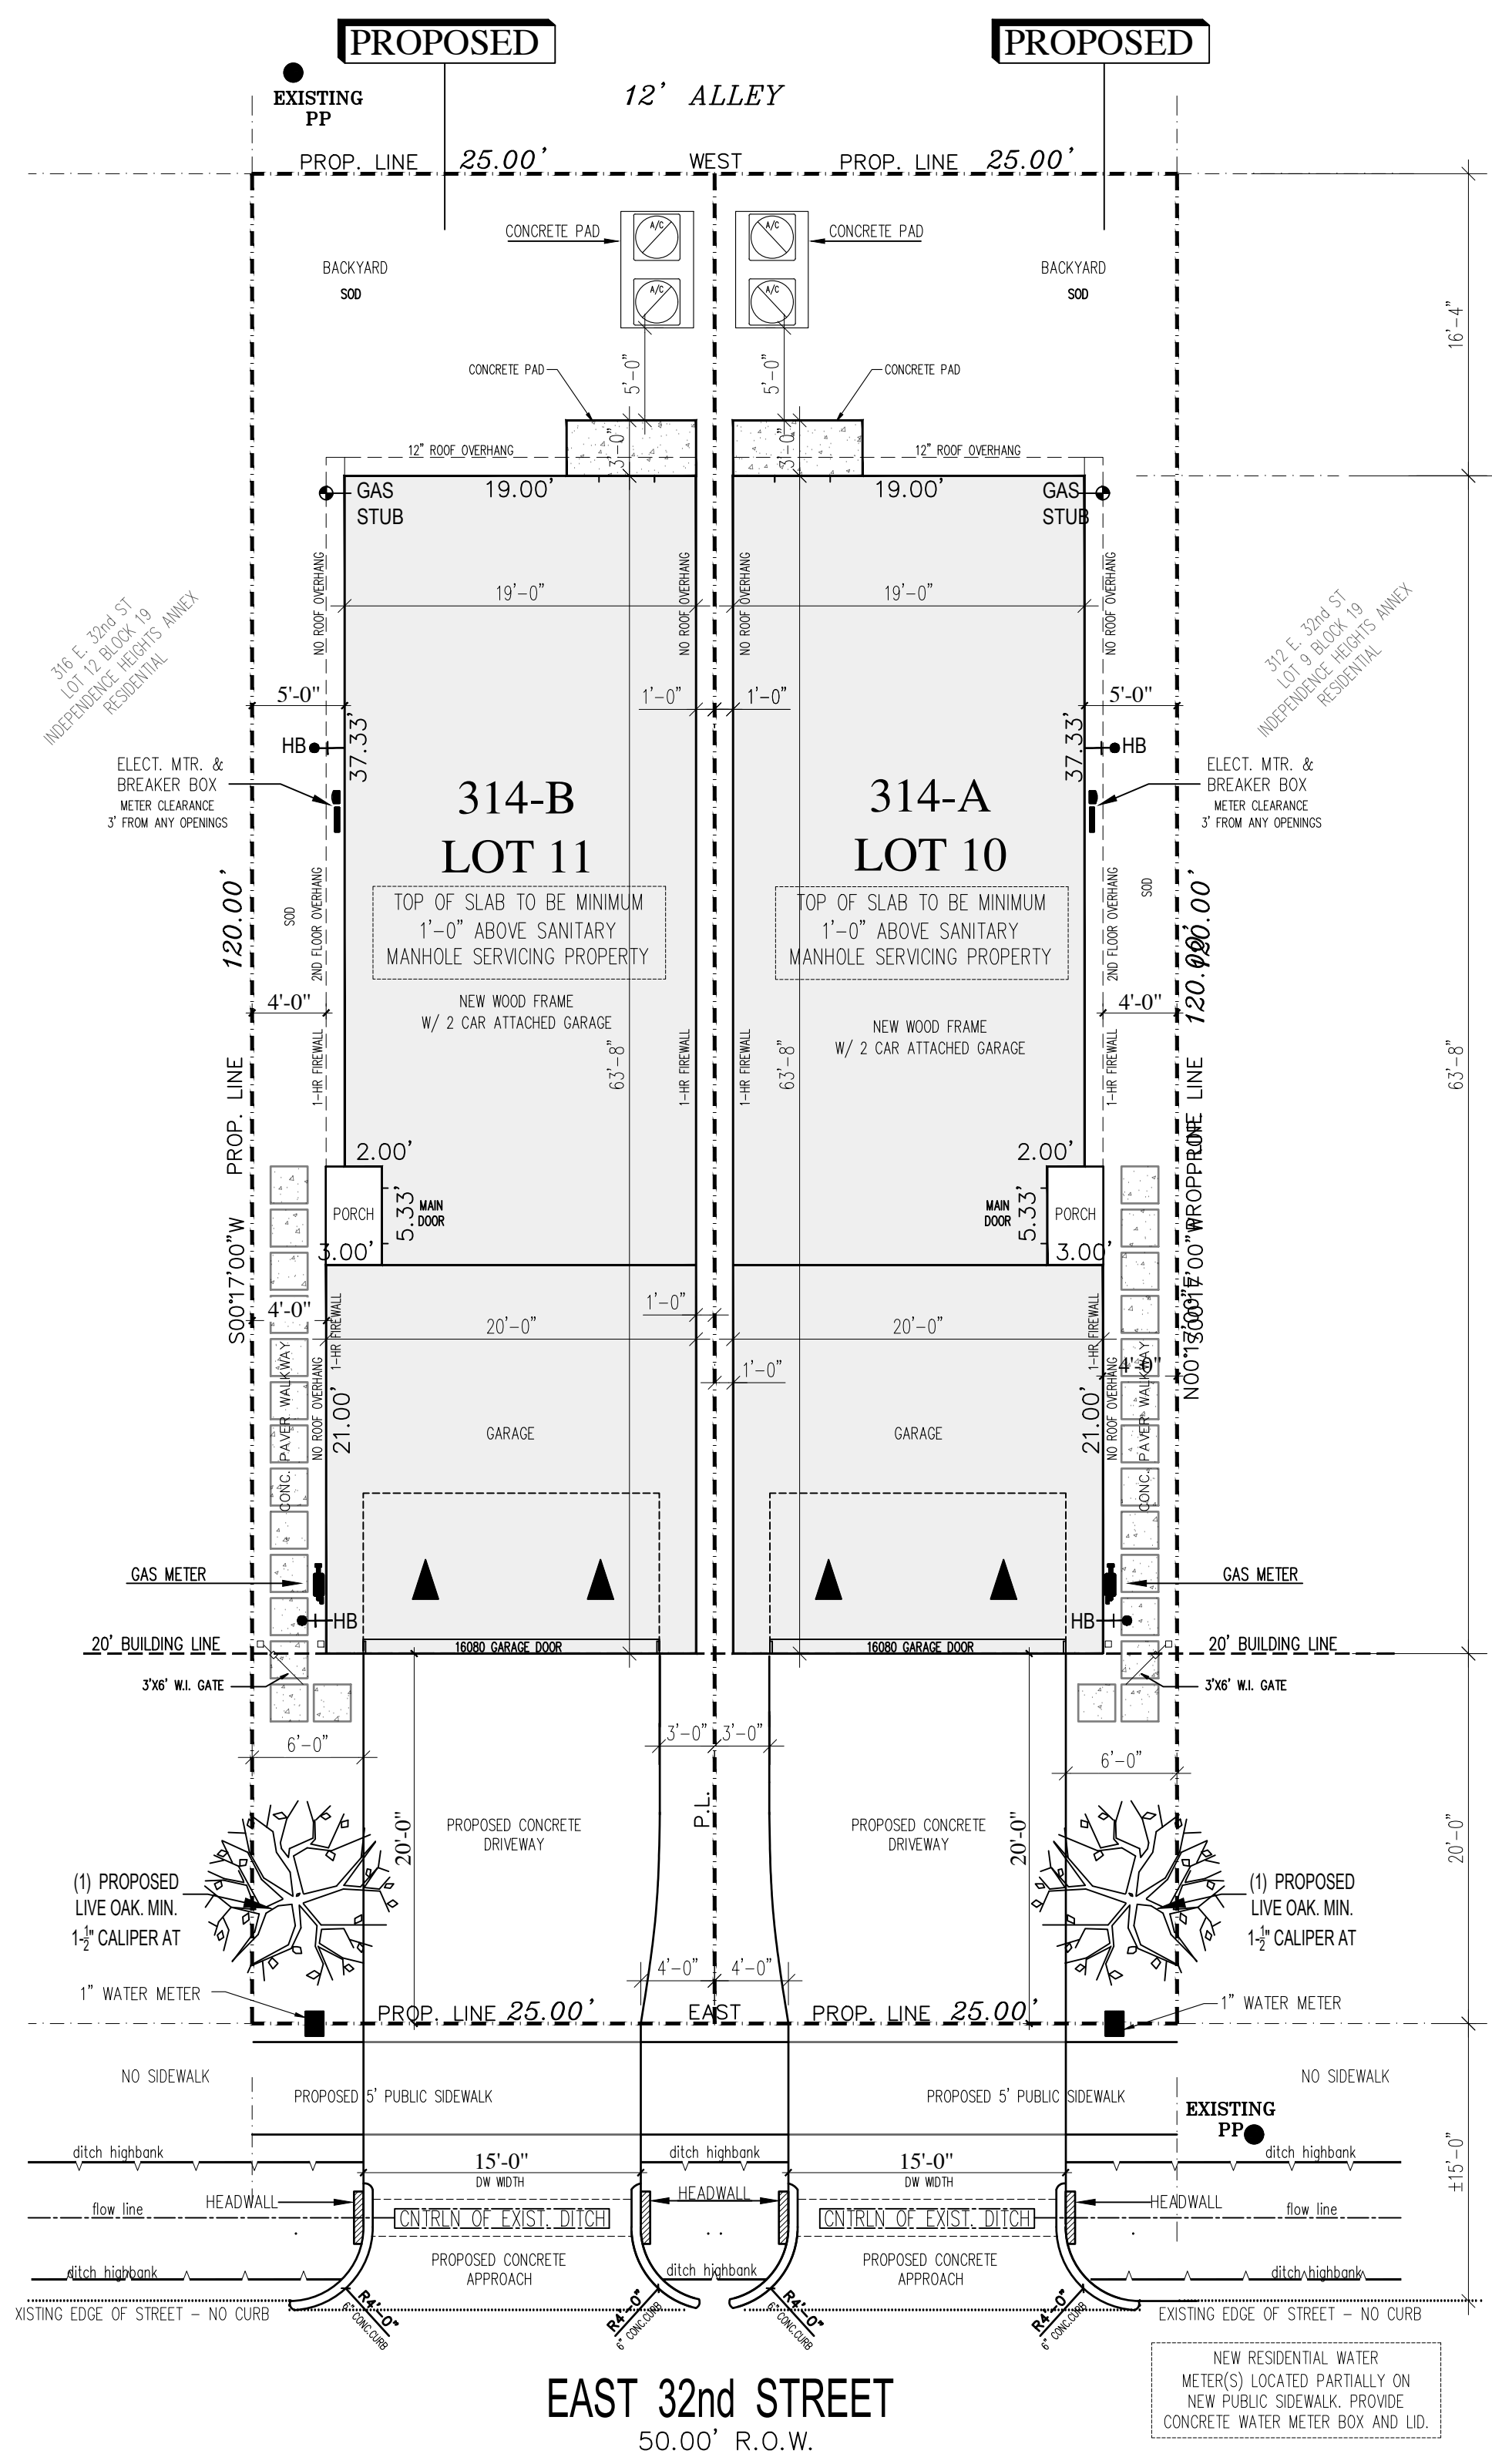 PROPOSED
PROPOSED
EXISTING
PP
12' ALLEY
PROP. LINE 25.00'
WEST
PROP. LINE 25.00'
CONCRETE PAD
A/C
A/C
CONCRETE PAD
BACKYARD
SOD
BACKYARD
SOD
A/C
A/C
16'-4"
CONCRETE PAD
5'-0"
5'-0"
CONCRETE PAD
12" ROOF OVERHANG
3'-0"
3'-0"
12" ROOF OVERHANG
GAS
STUB
19.00'
19.00'
GAS
STUB
NO ROOF OVERHANG
NO ROOF OVERHANG
NO ROOF OVERHANG
NO ROOF OVERHANG
19'-0"
19'-0"
316 E. 32nd ST
LOT 12 BLOCK 19
INDEPENDENCE HEIGHTS ANNEX
RESIDENTIAL
312 E. 32nd ST
LOT 9 BLOCK 19
INDEPENDENCE HEIGHTS ANNEX
RESIDENTIAL
5'-0"
1'-0"
1'-0"
5'-0"
HB
37.33'
37.33'
HB
ELECT. MTR. &
BREAKER BOX
METER CLEARANCE
3' FROM ANY OPENINGS
ELECT. MTR. &
BREAKER BOX
METER CLEARANCE
3' FROM ANY OPENINGS
314-B
LOT 11
314-A
LOT 10
TOP OF SLAB TO BE MINIMUM
1'-0" ABOVE SANITARY
MANHOLE SERVICING PROPERTY
TOP OF SLAB TO BE MINIMUM
1'-0" ABOVE SANITARY
MANHOLE SERVICING PROPERTY
120.00'
SOD
2ND FLOOR OVERHANG
2ND FLOOR OVERHANG
SOD
120.00'
120.00'
NEW WOOD FRAME
W/ 2 CAR ATTACHED GARAGE
NEW WOOD FRAME
W/ 2 CAR ATTACHED GARAGE
4'-0"
4'-0"
1-HR FIREWALL
63'-8"
1-HR FIREWALL
1-HR FIREWALL
63'-8"
1-HR FIREWALL
63'-8"
PROP. LINE
S00°17'00"W
PROP. LINE
S00°17'00"W
PROP. LINE
N00°17'00"E
2.00'
2.00'
PORCH
5.33'
MAIN
DOOR
MAIN
DOOR
5.33'
PORCH
3.00'
3.00'
4'-0"
1'-0"
1-HR FIREWALL
20'-0"
20'-0"
1-HR FIREWALL
1'-0"
4'-0"
CONC. PAVER WALKWAY
NO ROOF OVERHANG
21.00'
21.00'
NO ROOF OVERHANG
CONC. PAVER WALKWAY
GARAGE
GARAGE
GAS METER
GAS METER
HB
HB
20' BUILDING LINE
16080 GARAGE DOOR
16080 GARAGE DOOR
20' BUILDING LINE
3'X6' W.I. GATE
3'X6' W.I. GATE
6'-0"
3'-0"
3'-0"
6'-0"
P.L.
20'-0"
PROPOSED CONCRETE
DRIVEWAY
PROPOSED CONCRETE
DRIVEWAY
20'-0"
20'-0"
(1) PROPOSED
LIVE OAK. MIN.
1-½" CALIPER AT
(1) PROPOSED
LIVE OAK. MIN.
1-½" CALIPER AT
4'-0"
4'-0"
1" WATER METER
1" WATER METER
PROP. LINE 25.00'
EAST
PROP. LINE 25.00'
NO SIDEWALK
NO SIDEWALK
PROPOSED 5' PUBLIC SIDEWALK
PROPOSED 5' PUBLIC SIDEWALK
EXISTING
PP
ditch highbank
ditch highbank
ditch highbank
±15'-0"
15'-0"
DW WIDTH
15'-0"
DW WIDTH
flow line
HEADWALL
HEADWALL
HEADWALL
flow line
CNTRLN OF EXIST. DITCH
CNTRLN OF EXIST. DITCH
PROPOSED CONCRETE
APPROACH
PROPOSED CONCRETE
APPROACH
ditch highbank
ditch highbank
ditch highbank
R4'-0"
6" CONC.CURB
R4'-0"
6" CONC.CURB
R4'-0"
6" CONC.CURB
R4'-0"
6" CONC.CURB
XISTING EDGE OF STREET - NO CURB
EXISTING EDGE OF STREET - NO CURB
EAST 32nd STREET
50.00' R.O.W.
NEW RESIDENTIAL WATER
METER(S) LOCATED PARTIALLY ON
NEW PUBLIC SIDEWALK. PROVIDE
CONCRETE WATER METER BOX AND LID.